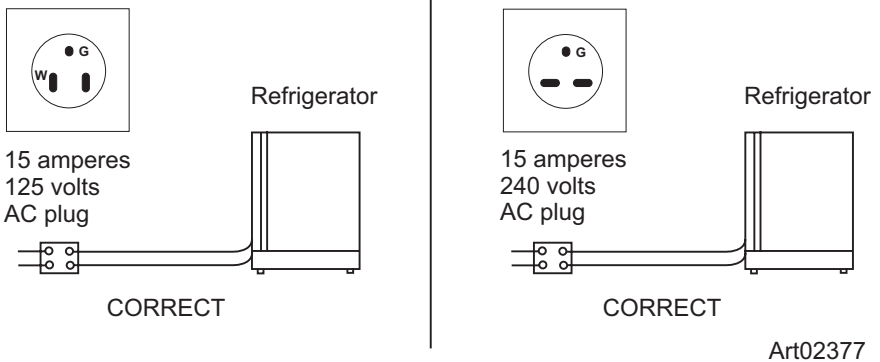 G
W
Refrigerator
15 amperes
125 volts
AC plug
CORRECT
G
Refrigerator
15 amperes
240 volts
AC plug
CORRECT
Art02377